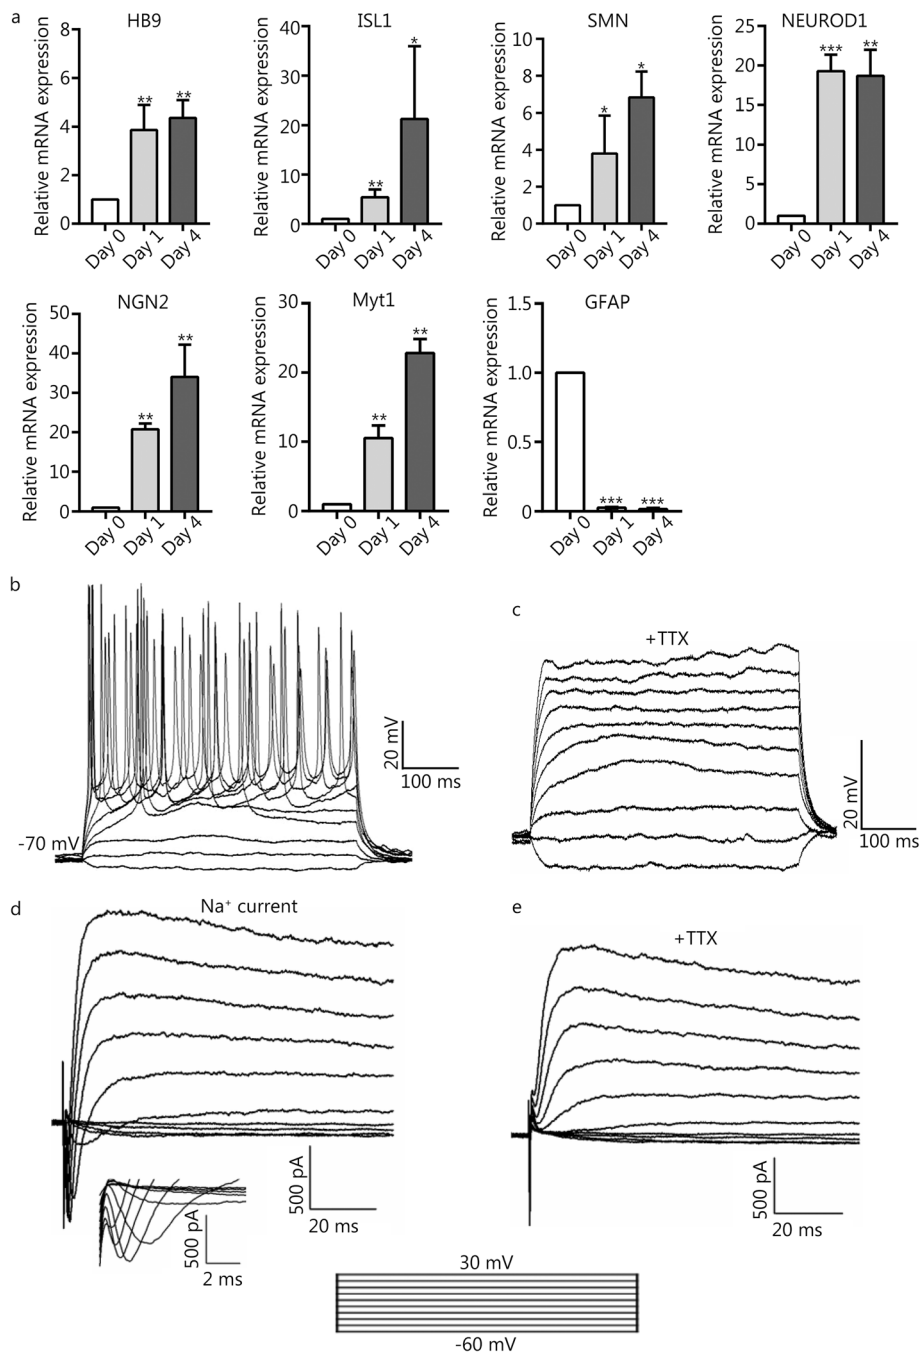 a
HB9
Relative mRNA expression
8
6
4
2
0
**
**
Day 0
Day 1
Day 4
ISL1
Relative mRNA expression
40
30
20
10
0
**
*
Day 0
Day 1
Day 4
SMN
Relative mRNA expression
10
8
6
4
2
0
*
*
Day 0
Day 1
Day 4
NEUROD1
Relative mRNA expression
25
20
15
10
5
0
***
**
Day 0
Day 1
Day 4
NGN2
Relative mRNA expression
50
40
30
20
10
0
**
**
Day 0
Day 1
Day 4
Myt1
Relative mRNA expression
30
20
10
0
**
**
Day 0
Day 1
Day 4
GFAP
Relative mRNA expression
1.5
1.0
0.5
0
***
***
Day 0
Day 1
Day 4
b
-70 mV
20 mV
100 ms
c
+TTX
20 mV
100 ms
d
Na⁺ current
500 pA
20 ms
500 pA
2 ms
e
+TTX
500 pA
20 ms
30 mV
-60 mV